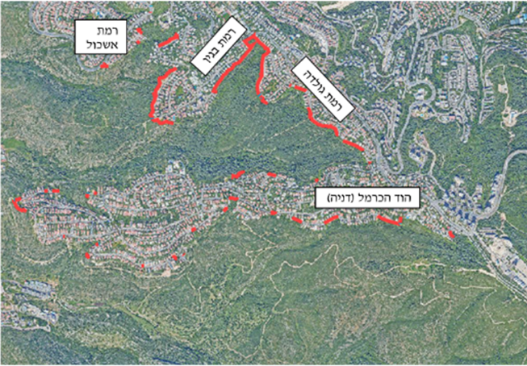 רמת
אשכול
רמת בגין
רמת גולדה
הוד הכרמל (דניה)